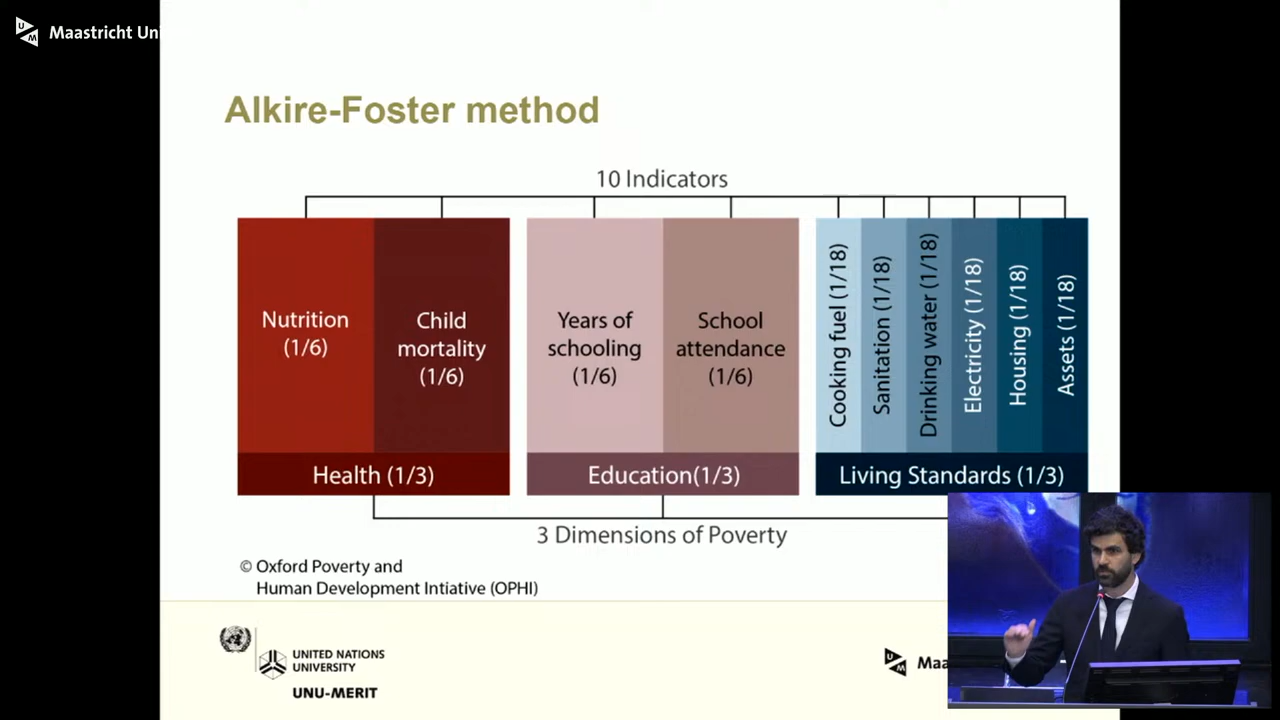 Maastricht Uni
Alkire-Foster method
10 Indicators
Nutrition
(1/6)
Child
mortality
(1/6)
Years of
schooling
(1/6)
School
attendance
(1/6)
Cooking fuel (1/18)
Sanitation (1/18)
Drinking water (1/18)
Electricity (1/18)
Housing (1/18)
Assets (1/18)
Health (1/3)
Education(1/3)
Living Standards (1/3)
3 Dimensions of Poverty
© Oxford Poverty and
Human Development Intiative (OPHI)
UNITED NATIONS
UNIVERSITY
UNU-MERIT
Maa